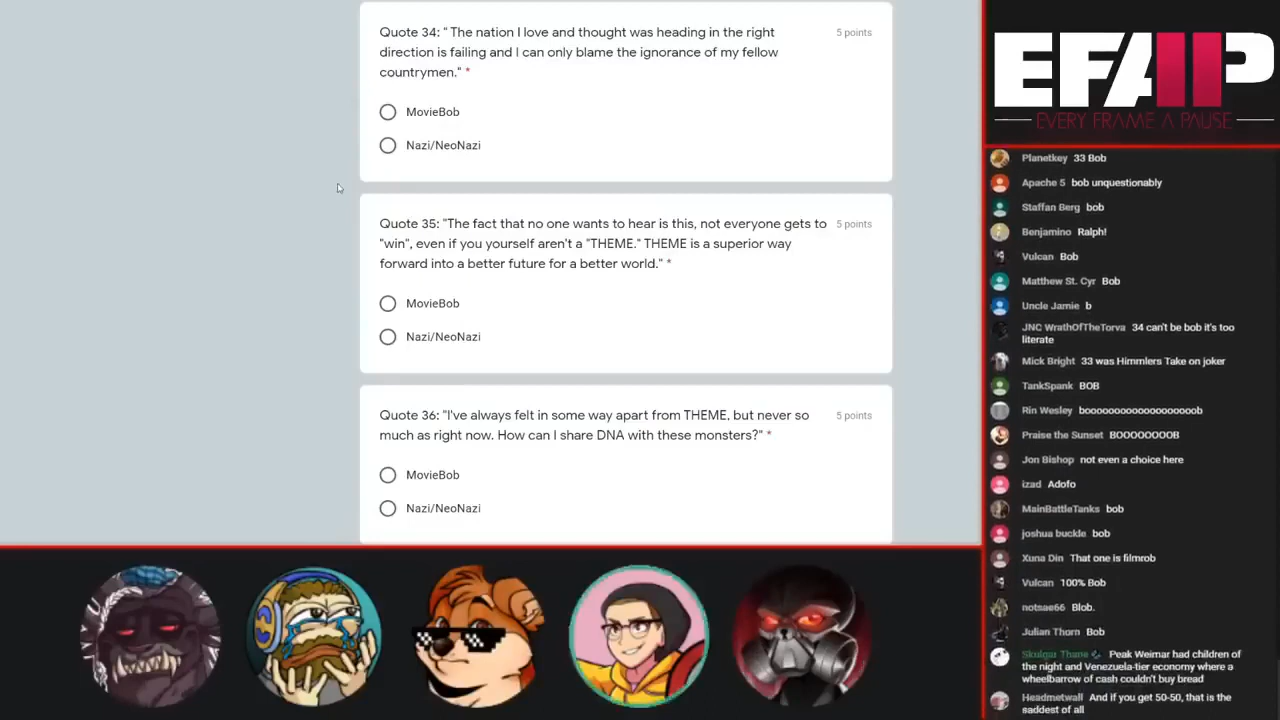 Quote 34: " The nation I love and thought was heading in the right
direction is failing and I can only blame the ignorance of my fellow
countrymen." *
5 points
MovieBob
Nazi/NeoNazi
Quote 35: "The fact that no one wants to hear is this, not everyone gets to
"win", even if you yourself aren't a "THEME." THEME is a superior way
forward into a better future for a better world." *
5 points
MovieBob
Nazi/NeoNazi
Quote 36: "I've always felt in some way apart from THEME, but never so
much as right now. How can I share DNA with these monsters?" *
5 points
MovieBob
Nazi/NeoNazi
EFAP
EVERY FRAME A PAUSE
Planetkey 33 Bob
Apache 5 bob unquestionably
Staffan Berg bob
Benjamino Ralph!
Vulcan Bob
Matthew St. Cyr Bob
Uncle Jamie b
JNC WrathOfTheTorva 34 can't be bob it's too
literate
Mick Bright 33 was Himmlers Take on joker
TankSpank BOB
Rin Wesley booooooooooooooooooob
Praise the Sunset BOOOOOOOOB
Jon Bishop not even a choice here
izad Adofo
MainBattleTanks bob
joshua buckle bob
Xuna Din That one is filmrob
Vulcan 100% Bob
notsae66 Blob.
Julian Thorn Bob
Skulgar Thane Peak Weimar had children of
the night and Venezuela-tier economy where a
wheelbarrow of cash couldn't buy bread
Headmetwall And if you get 50-50, that is the
saddest of all